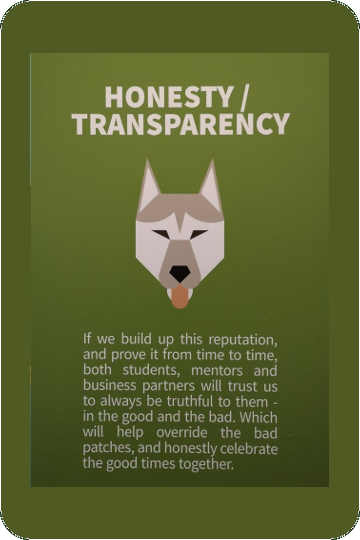 HONESTY /
TRANSPARENCY
If we build up this reputation,
and prove it from time to time,
both students, mentors and
business partners will trust us
to always be truthful to them -
in the good and the bad. Which
will help override the bad
patches, and honestly celebrate
the good times together.